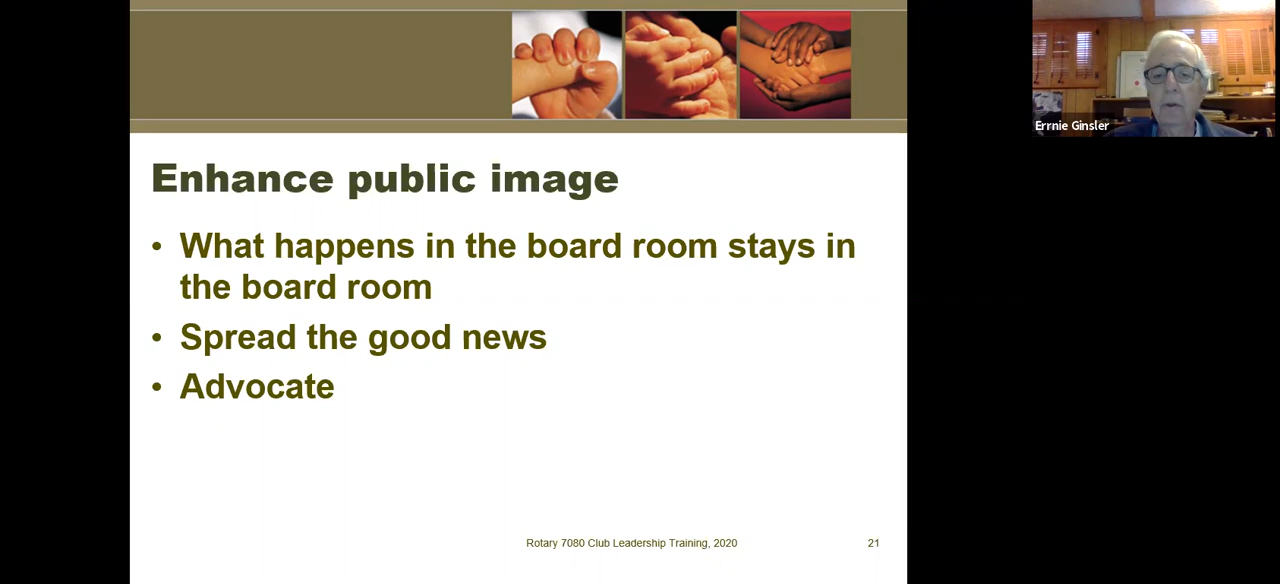 Errnie Ginsler
Enhance public image
• What happens in the board room stays in
the board room
• Spread the good news
• Advocate
Rotary 7080 Club Leadership Training, 2020
21